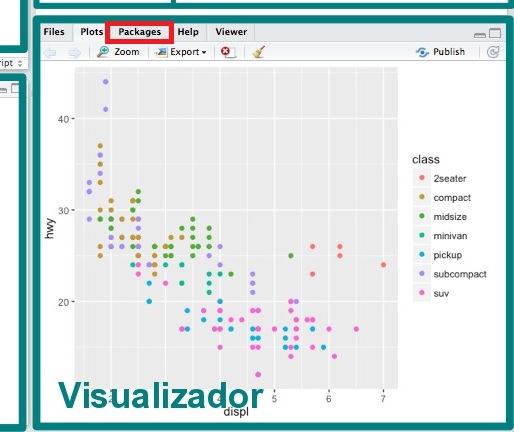 Files Plots Packages Help Viewer
Zoom Export Publish
ript
class
2seater
compact
midsize
minivan
pickup
subcompact
suv
40
30
20
hwy
4 5 6 7
displ
Visualizador